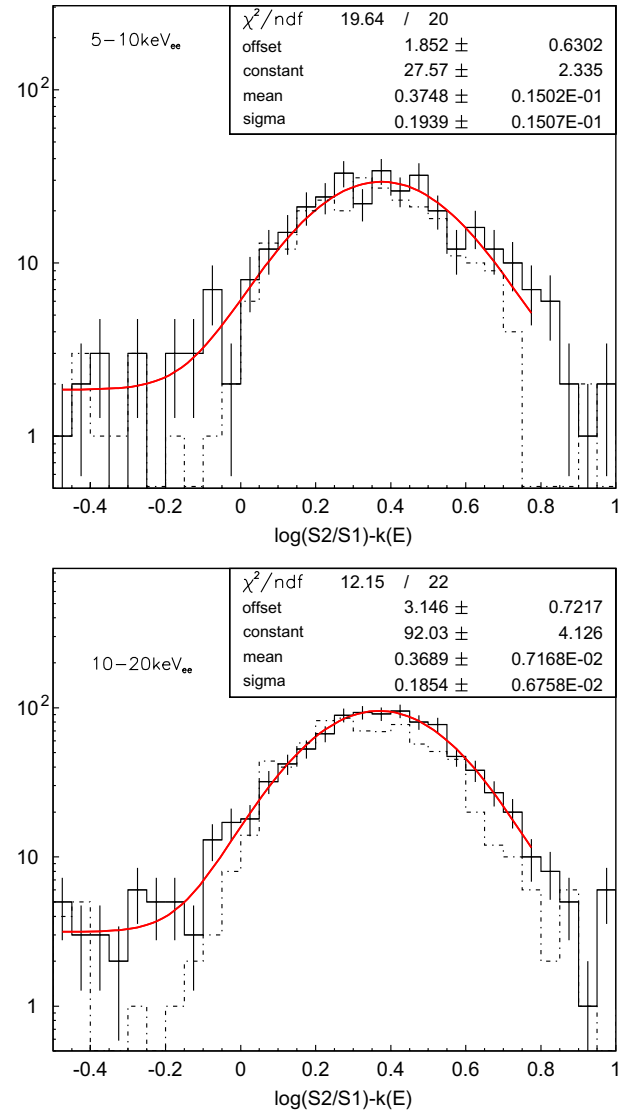 χ²/ndf 19.64 / 20
5−10keVee
offset 1.852 ± 0.6302
constant 27.57 ± 2.335
mean 0.3748 ± 0.1502E-01
sigma 0.1939 ± 0.1507E-01
10²
10
1
-0.4 -0.2 0 0.2 0.4 0.6 0.8 1
log(S2/S1)-k(E)
χ²/ndf 12.15 / 22
offset 3.146 ± 0.7217
constant 92.03 ± 4.126
10−20keVee
mean 0.3689 ± 0.7168E-02
sigma 0.1854 ± 0.6758E-02
10²
10
1
-0.4 -0.2 0 0.2 0.4 0.6 0.8 1
log(S2/S1)-k(E)